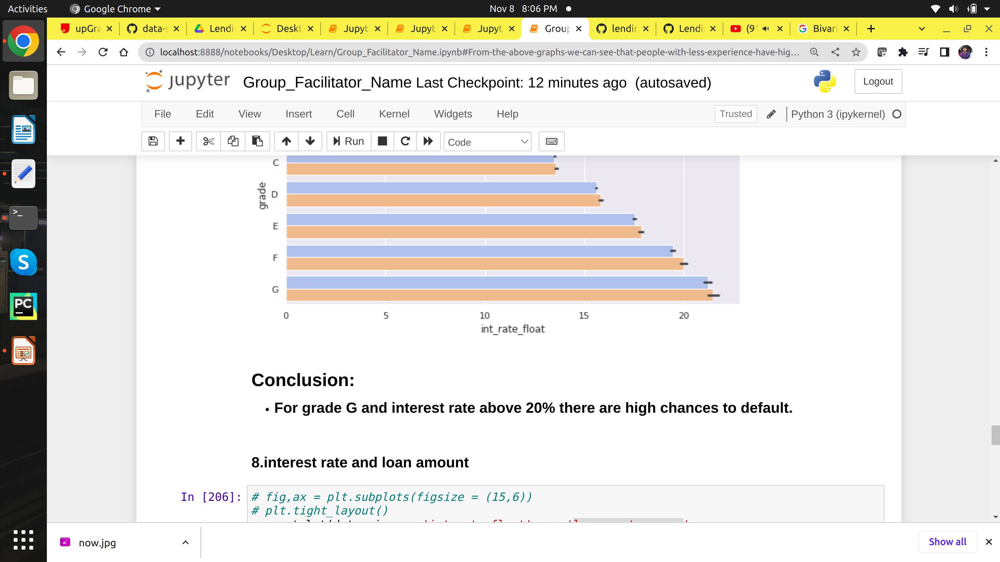 Activities Google Chrome Nov 8 8:06 PM
upGra data-s Lendi Deskt Jupyt Jupyt Jupyt Group lendin Lendi (91 Bivari
localhost:8888/notebooks/Desktop/Learn/Group_Facilitator_Name.ipynb#From-the-above-graphs-we-can-see-that-people-with-less-experience-have-hig...
jupyter Group_Facilitator_Name Last Checkpoint: 12 minutes ago (autosaved) Logout
File Edit View Insert Cell Kernel Widgets Help Trusted Python 3 (ipykernel)
Run Code
C
D
grade
E
F
G
0 5 10 15 20
int_rate_float
Conclusion:
• For grade G and interest rate above 20% there are high chances to default.
8.interest rate and loan amount
In [206]: # fig,ax = plt.subplots(figsize = (15,6))
# plt.tight_layout()
now.jpg Show all
>_
S
PC